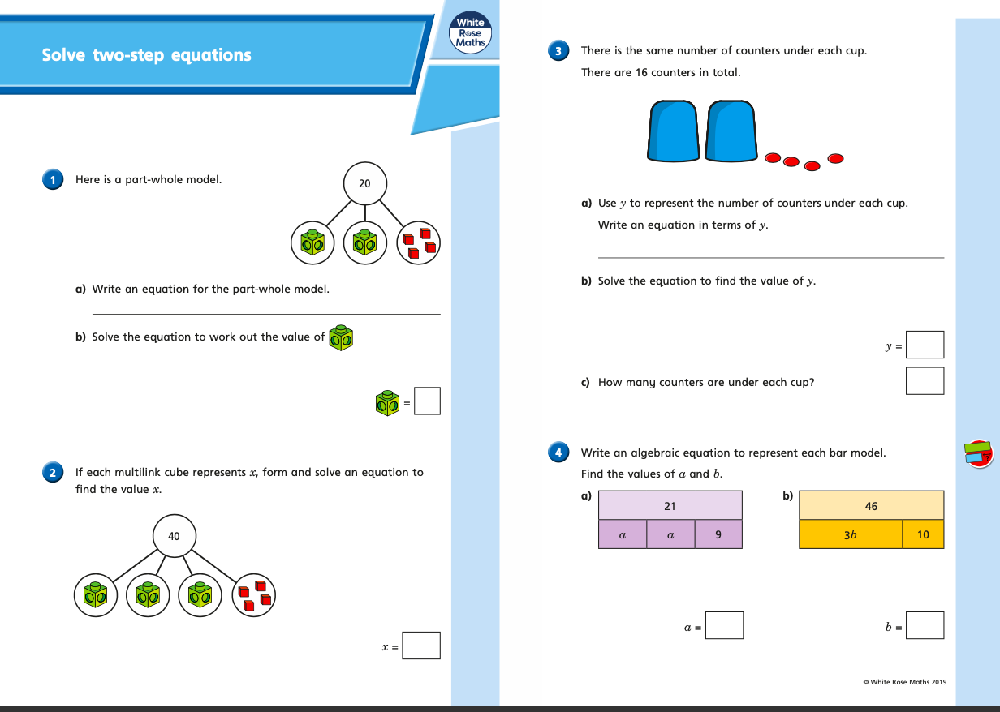 Solve two-step equations
White
Rose
Maths
1 Here is a part-whole model.
20
a) Write an equation for the part-whole model.
b) Solve the equation to work out the value of
=
2 If each multilink cube represents x, form and solve an equation to
find the value x.
40
x =
3 There is the same number of counters under each cup.
There are 16 counters in total.
a) Use y to represent the number of counters under each cup.
Write an equation in terms of y.
b) Solve the equation to find the value of y.
y =
c) How many counters are under each cup?
4 Write an algebraic equation to represent each bar model.
Find the values of a and b.
a)
21
a a 9
b)
46
3b 10
a =
b =
© White Rose Maths 2019